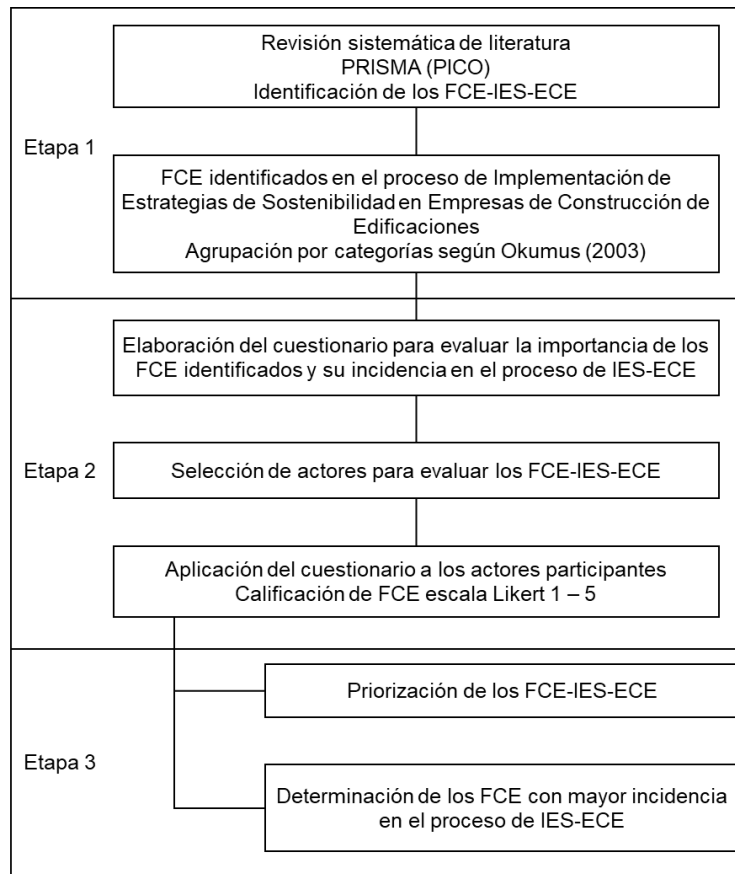 Etapa 1
Revisión sistemática de literatura
PRISMA (PICO)
Identificación de los FCE-IES-ECE
FCE identificados en el proceso de Implementación de
Estrategias de Sostenibilidad en Empresas de Construcción de
Edificaciones
Agrupación por categorías según Okumus (2003)
Etapa 2
Elaboración del cuestionario para evaluar la importancia de los
FCE identificados y su incidencia en el proceso de IES-ECE
Selección de actores para evaluar los FCE-IES-ECE
Aplicación del cuestionario a los actores participantes
Calificación de FCE escala Likert 1 – 5
Etapa 3
Priorización de los FCE-IES-ECE
Determinación de los FCE con mayor incidencia
en el proceso de IES-ECE